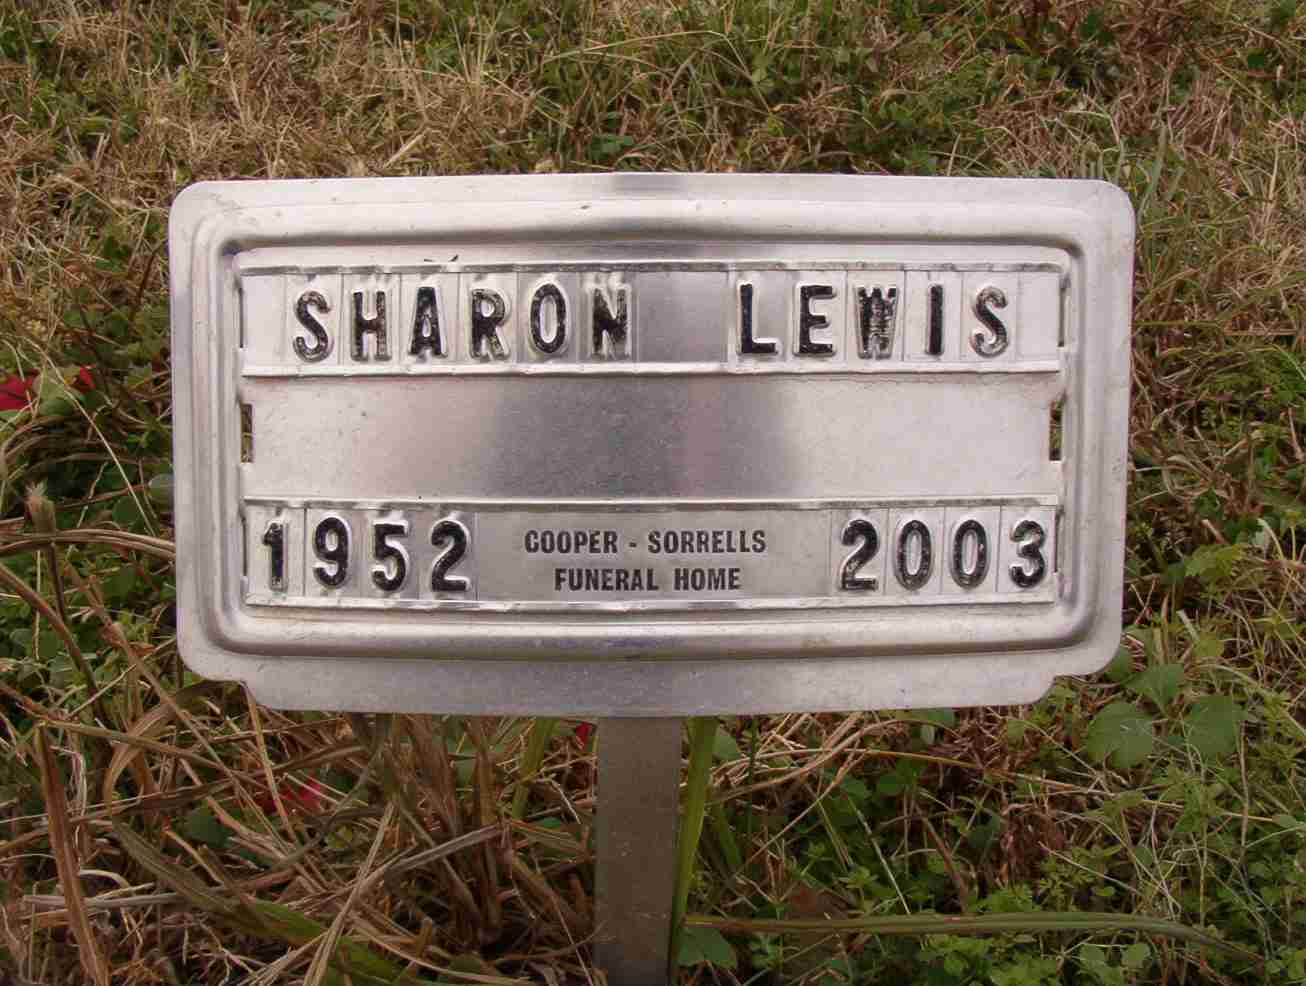 SHARON LEWIS
1952 COOPER - SORRELLS 2003
FUNERAL HOME